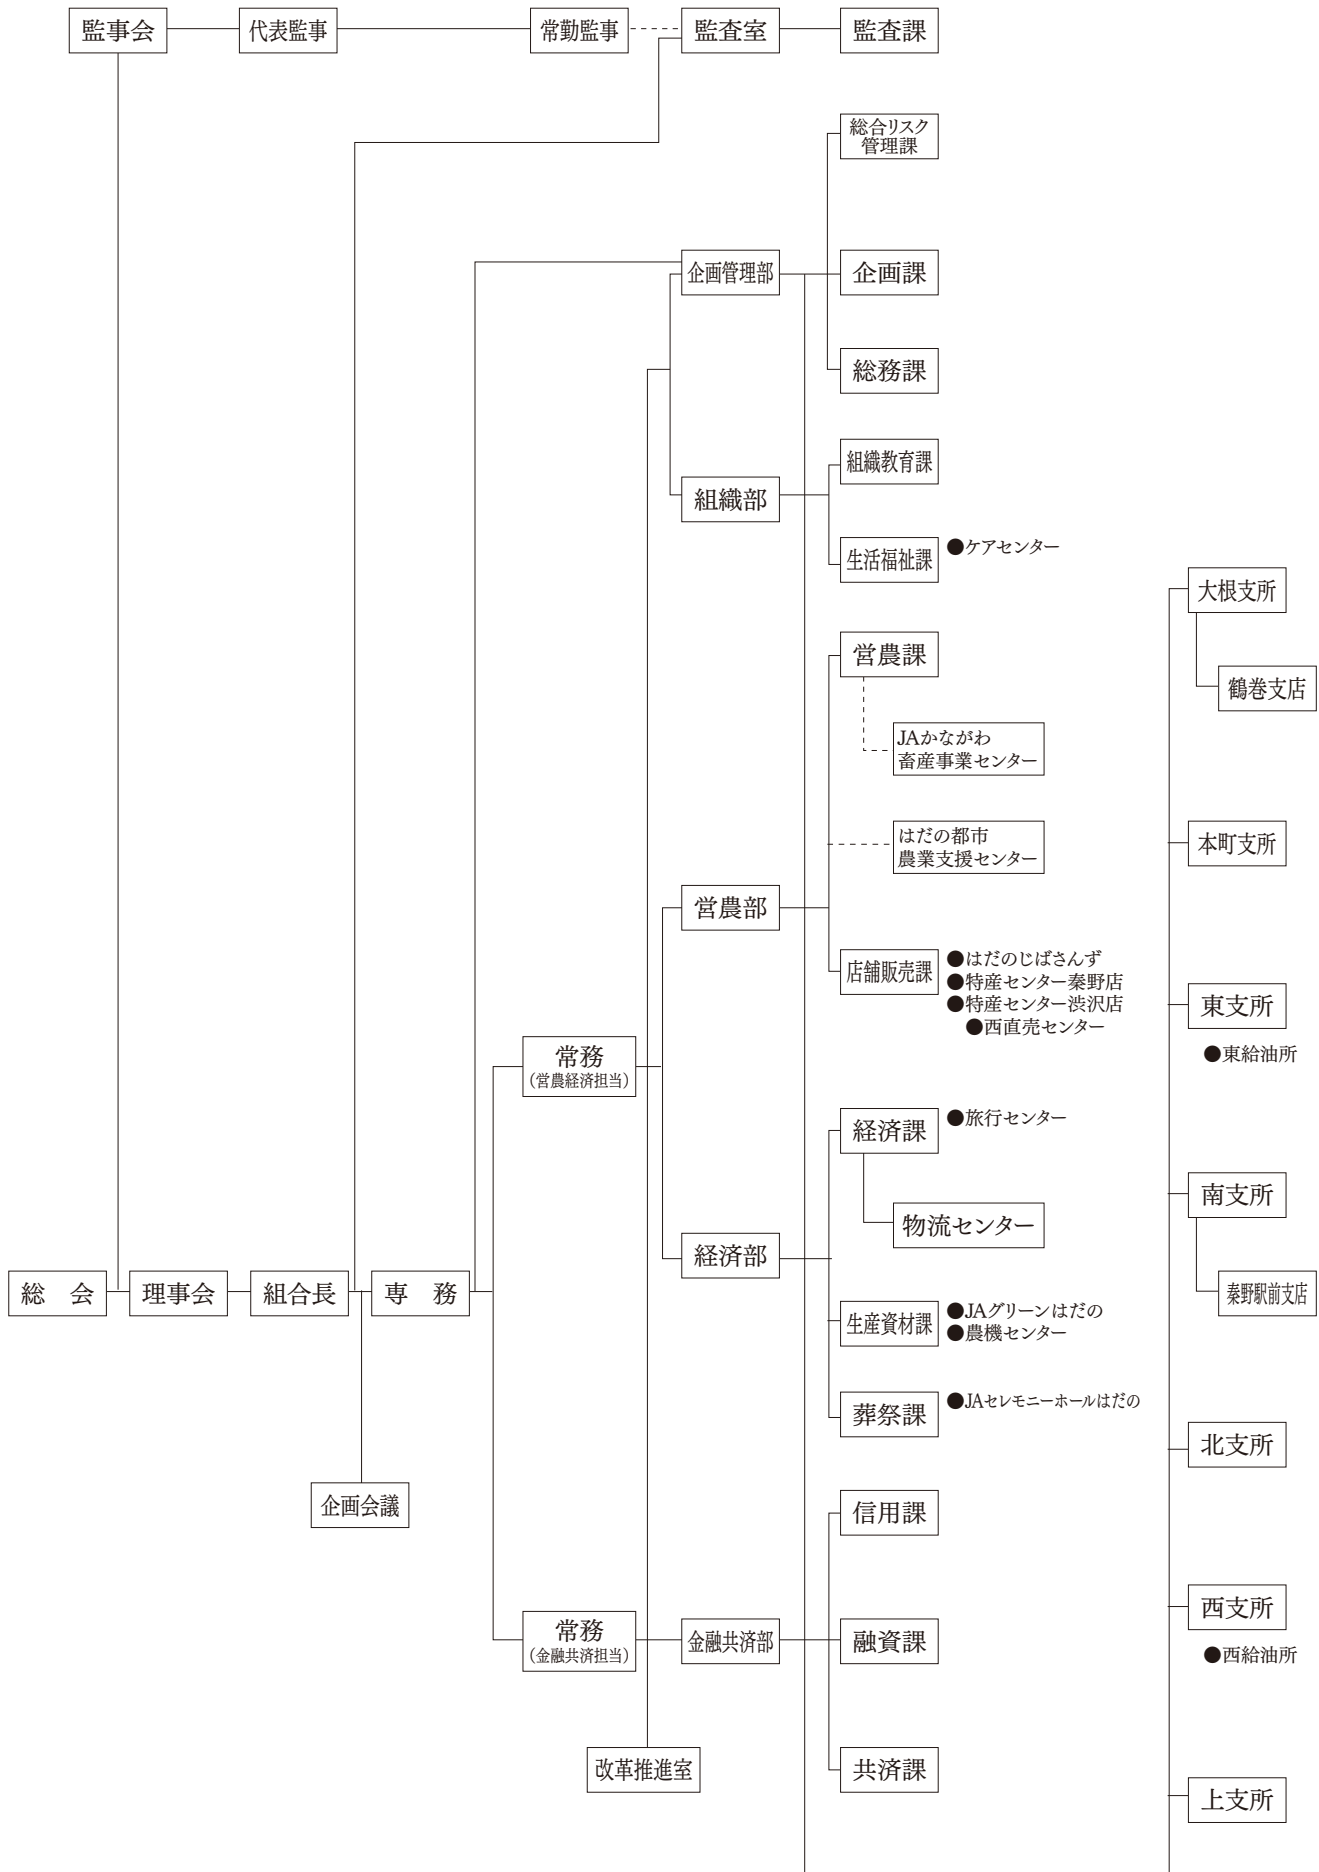 監事会
代表監事
常勤監事
監査室
監査課
総合リスク
管理課
企画管理部
企画課
総務課
組織教育課
組織部
生活福祉課
●ケアセンター
営農課
JAかながわ
畜産事業センター
はだの都市
農業支援センター
営農部
店舗販売課
●はだのじばさんず
●特産センター秦野店
●特産センター渋沢店
●西直売センター
常務
（営農経済担当）
経済課
●旅行センター
物流センター
経済部
総　会
理事会
組合長
専　務
生産資材課
●JAグリーンはだの
●農機センター
葬祭課
●JAセレモニーホールはだの
企画会議
信用課
常務
（金融共済担当）
金融共済部
融資課
改革推進室
共済課
大根支所
鶴巻支店
本町支所
東支所
●東給油所
南支所
秦野駅前支店
北支所
西支所
●西給油所
上支所